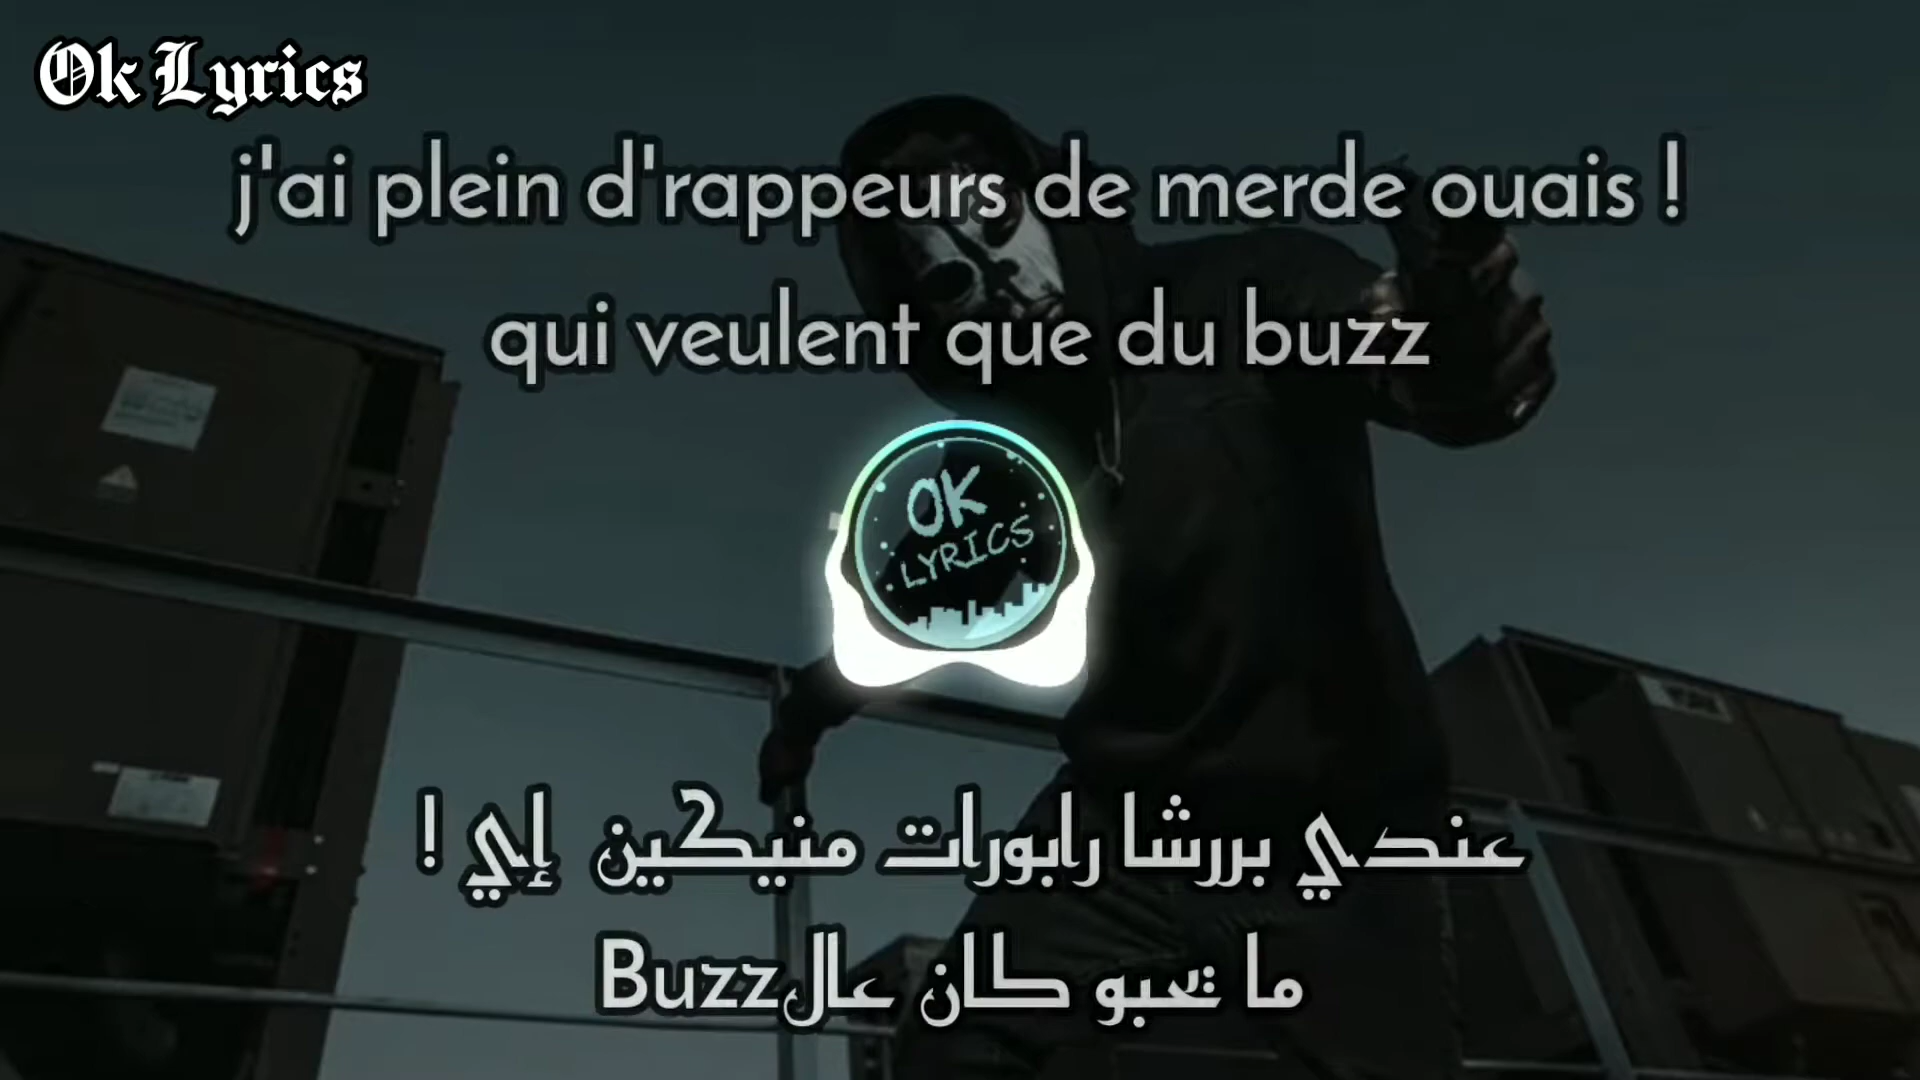 Ok Lyrics
j'ai plein d'rappeurs de merde ouais !
qui veulent que du buzz
OK
LYRICS
عندي بررشا رابورات منيكين إي !
ما تحبو كان عالBuzz